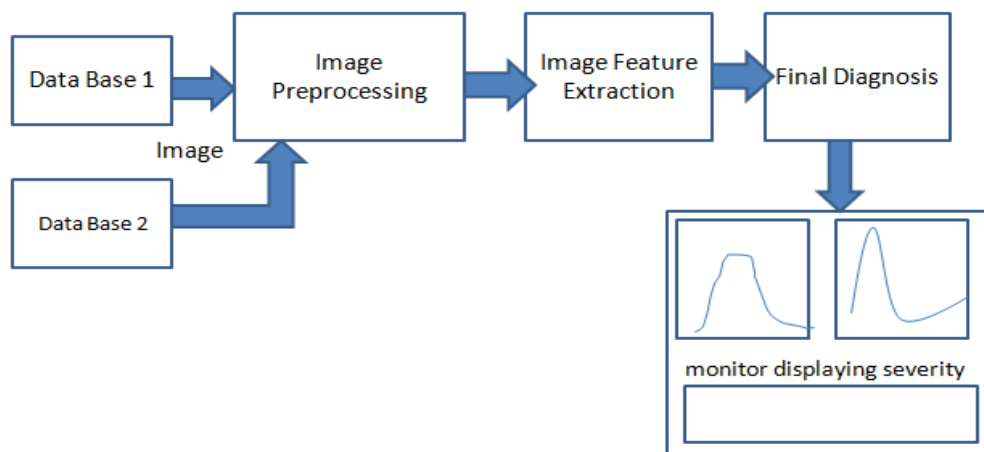 Data Base 1
Image
Preprocessing
Image Feature
Extraction
Final Diagnosis
Image
Data Base 2
monitor displaying severity